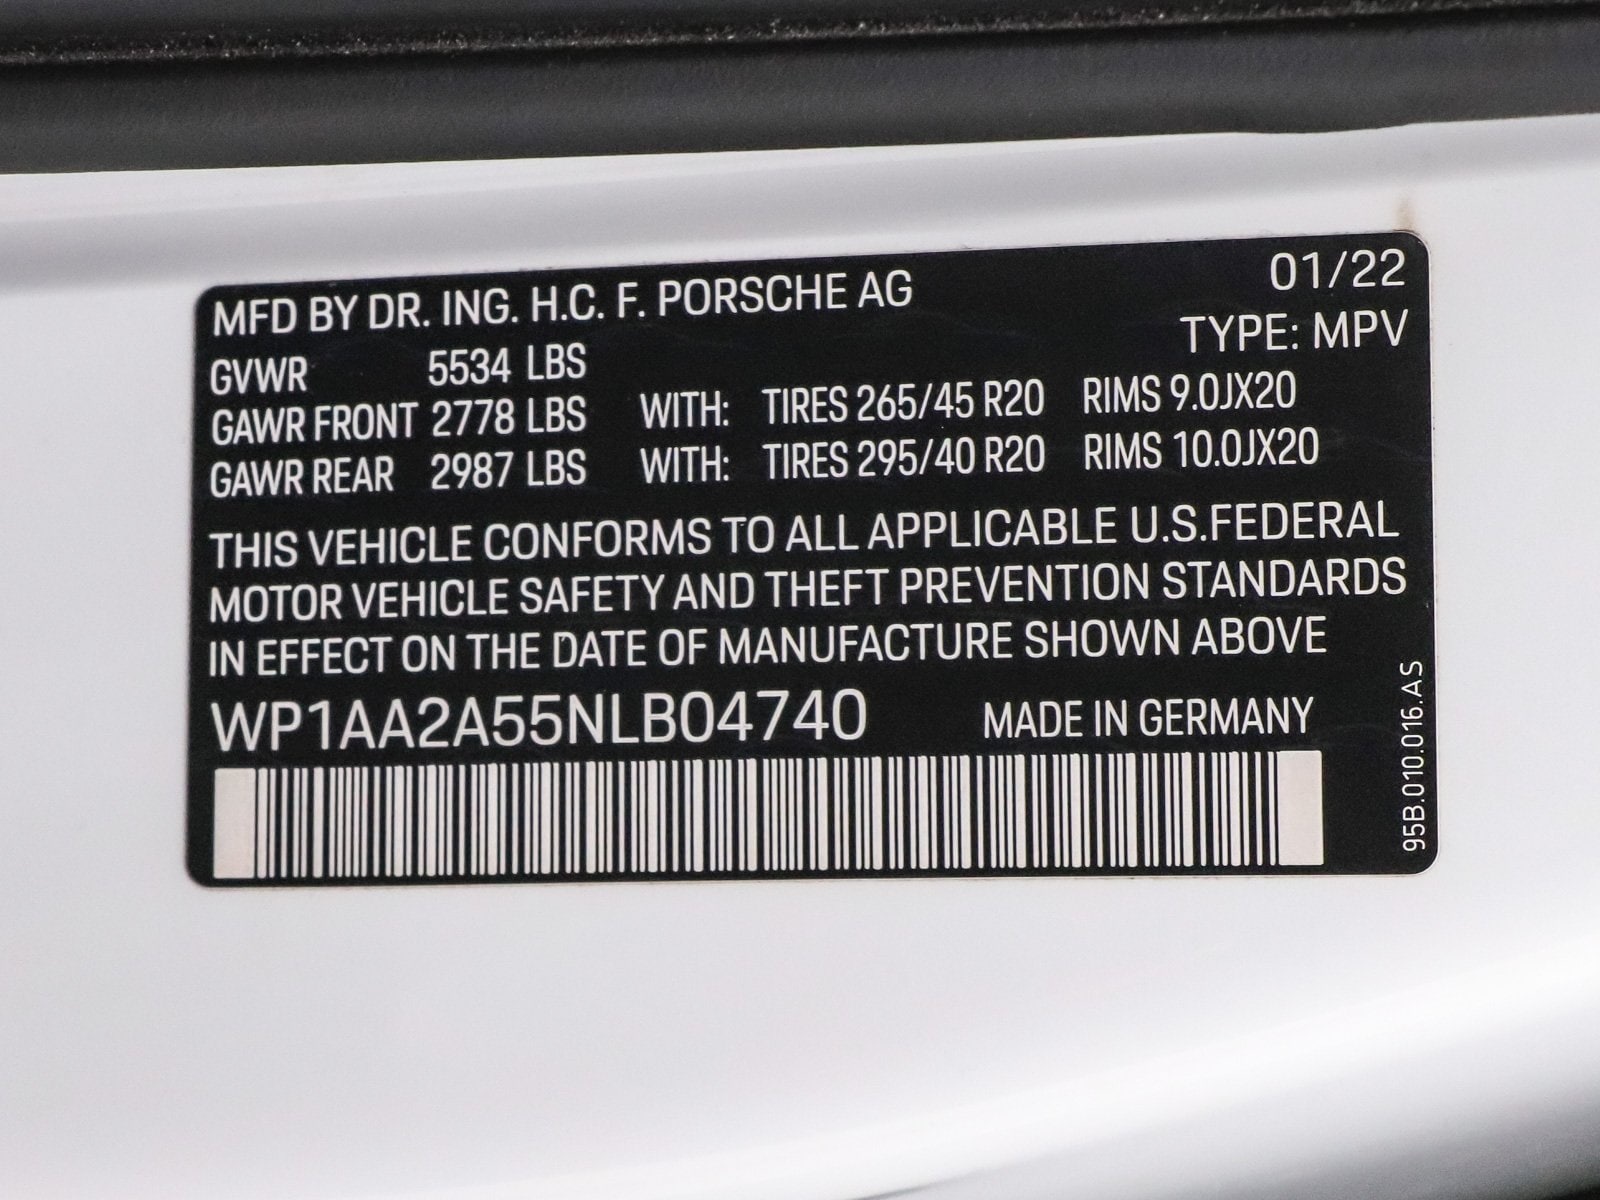 MFD BY DR. ING. H.C. F. PORSCHE AG 01/22
TYPE: MPV
GVWR 5534 LBS
GAWR FRONT 2778 LBS WITH: TIRES 265/45 R20 RIMS 9.0JX20
GAWR REAR 2987 LBS WITH: TIRES 295/40 R20 RIMS 10.0JX20
THIS VEHICLE CONFORMS TO ALL APPLICABLE U.S.FEDERAL
MOTOR VEHICLE SAFETY AND THEFT PREVENTION STANDARDS
IN EFFECT ON THE DATE OF MANUFACTURE SHOWN ABOVE
WP1AA2A55NLB04740 MADE IN GERMANY
95B.010.016.AS